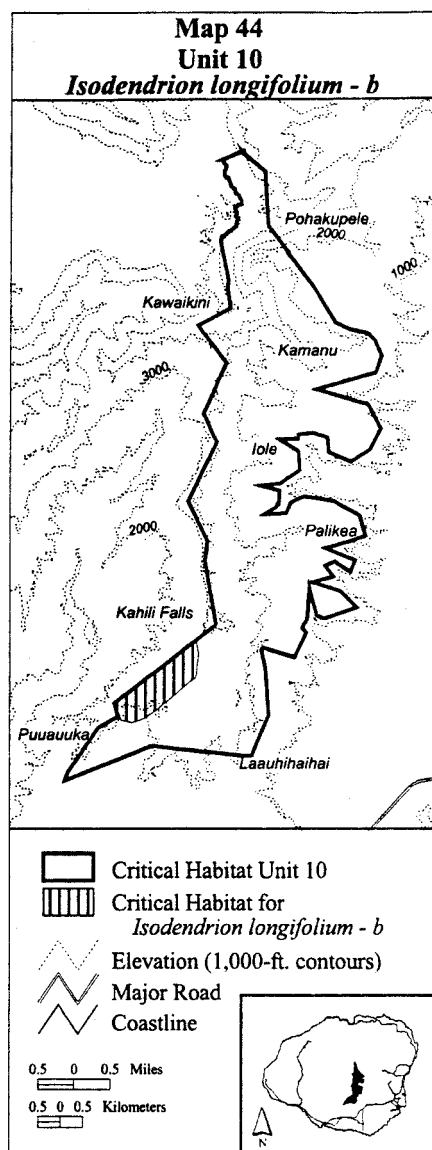 Map 44
Unit 10
Isodendrion longifolium - b
Pohakupele
2000
1000
Kawaikini
Kamanu
3000
Iole
2000
Palikea
Kahili Falls
Puuauuka
Laauhihaihai
Critical Habitat Unit 10
Critical Habitat for
Isodendrion longifolium - b
Elevation (1,000-ft. contours)
Major Road
Coastline
0.5 0 0.5 Miles
0.5 0 0.5 Kilometers
N